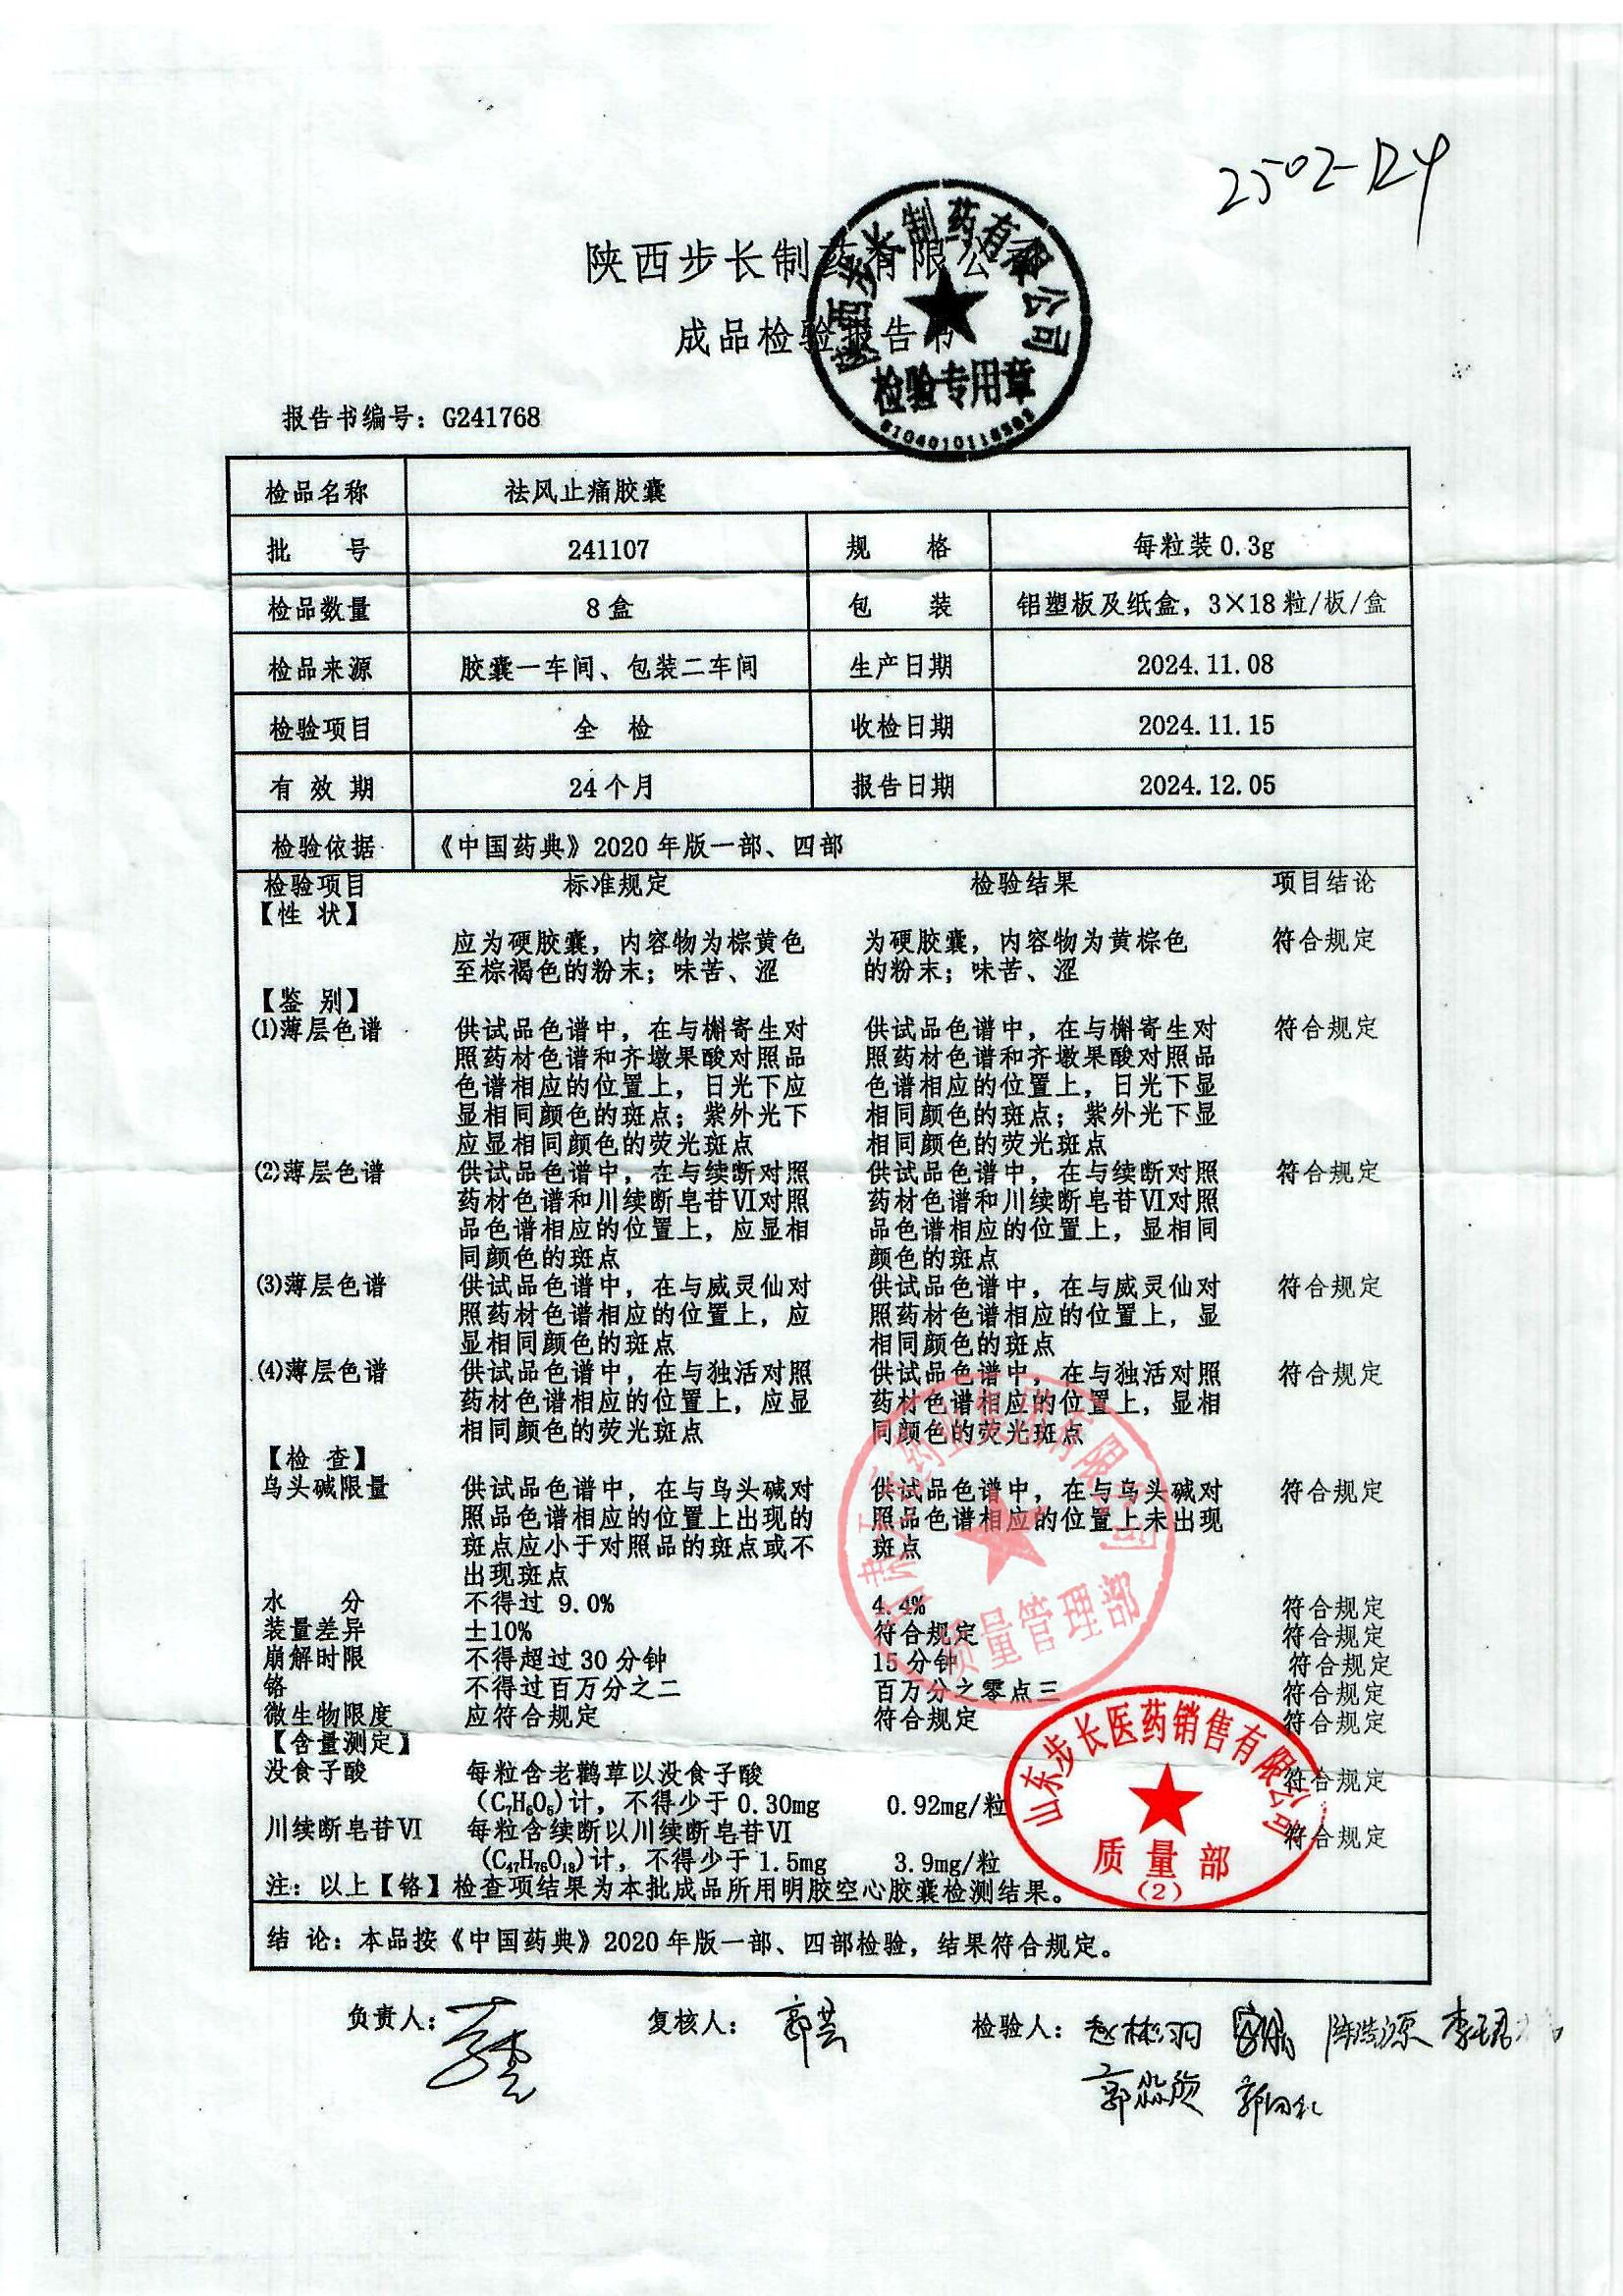 2502-124
陕西步长制药有限公
成品检验报告书
陕西步长制药有限公司
检验专用章
报告书编号：G241768
检品名称 祛风止痛胶囊
批 号 241107 规 格 每粒装 0.3g
检品数量 8 盒 包 装 铝塑板及纸盒，3×18 粒/板/盒
检品来源 胶囊一车间、包装二车间 生产日期 2024.11.08
检验项目 全 检 收检日期 2024.11.15
有 效 期 24 个月 报告日期 2024.12.05
检验依据 《中国药典》2020 年版一部、四部
检验项目 标准规定 检验结果 项目结论
【性 状】
应为硬胶囊，内容物为棕黄色 为硬胶囊，内容物为黄棕色 符合规定
至棕褐色的粉末；味苦、涩 的粉末；味苦、涩
【鉴 别】
⑴薄层色谱 供试品色谱中，在与槲寄生对 供试品色谱中，在与槲寄生对 符合规定
照药材色谱和齐墩果酸对照品 照药材色谱和齐墩果酸对照品
色谱相应的位置上，日光下应 色谱相应的位置上，日光下显
显相同颜色的斑点；紫外光下 相同颜色的斑点；紫外光下显
应显相同颜色的荧光斑点 相同颜色的荧光斑点
⑵薄层色谱 供试品色谱中，在与续断对照 供试品色谱中，在与续断对照 符合规定
药材色谱和川续断皂苷Ⅵ对照 药材色谱和川续断皂苷Ⅵ对照
品色谱相应的位置上，应显相 品色谱相应的位置上，显相同
同颜色的斑点 颜色的斑点
⑶薄层色谱 供试品色谱中，在与威灵仙对 供试品色谱中，在与威灵仙对 符合规定
照药材色谱相应的位置上，应 照药材色谱相应的位置上，显
显相同颜色的斑点 相同颜色的斑点
⑷薄层色谱 供试品色谱中，在与独活对照 供试品色谱中，在与独活对照 符合规定
药材色谱相应的位置上，应显 药材色谱相应的位置上，显相
相同颜色的荧光斑点 同颜色的荧光斑点
【检 查】
乌头碱限量 供试品色谱中，在与乌头碱对 供试品色谱中，在与乌头碱对 符合规定
照品色谱相应的位置上出现的 照品色谱相应的位置上未出现
斑点应小于对照品的斑点或不 斑点
出现斑点
水 分 不得过 9.0% 4.4% 符合规定
装量差异 ±10% 符合规定 符合规定
崩解时限 不得超过 30 分钟 15 分钟 符合规定
铬 不得过百万分之二 百万分之零点三 符合规定
微生物限度 应符合规定 符合规定 符合规定
【含量测定】
没食子酸 每粒含老鹳草以没食子酸 符合规定
（C₇H₆O₅）计，不得少于 0.30mg 0.92mg/粒
川续断皂苷Ⅵ 每粒含续断以川续断皂苷Ⅵ 符合规定
（C₄₇H₇₆O₁₈）计，不得少于 1.5mg 3.9mg/粒
注：以上【铬】检查项结果为本批成品所用明胶空心胶囊检测结果。
质量管理部
山东步长医药销售有限公司
质 量 部
（2）
结 论：本品按《中国药典》2020 年版一部、四部检验，结果符合规定。
负责人： 复核人： 郭芸 检验人：